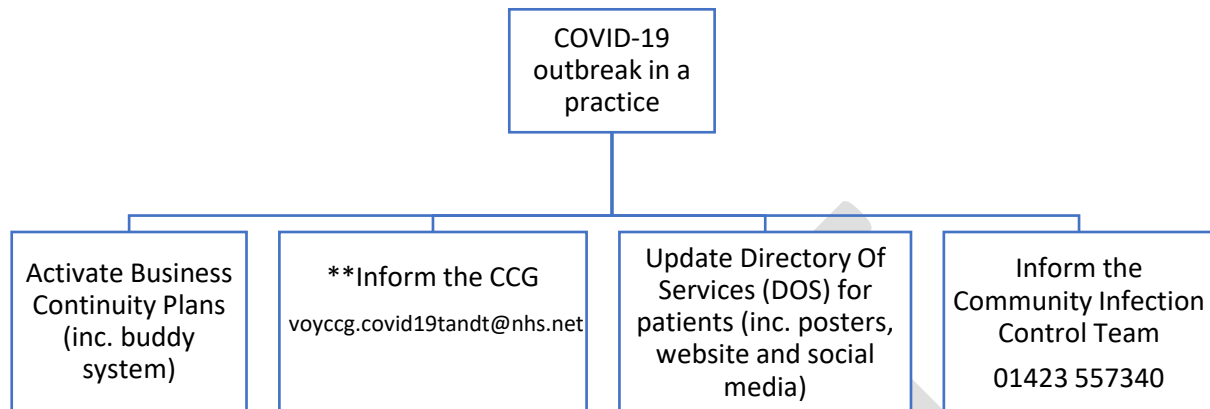 COVID-19
outbreak in a
practice
Activate Business
Continuity Plans
(inc. buddy
system)
**Inform the CCG
voyccg.covid19tandt@nhs.net
Update Directory Of
Services (DOS) for
patients (inc. posters,
website and social
media)
Inform the
Community Infection
Control Team
01423 557340